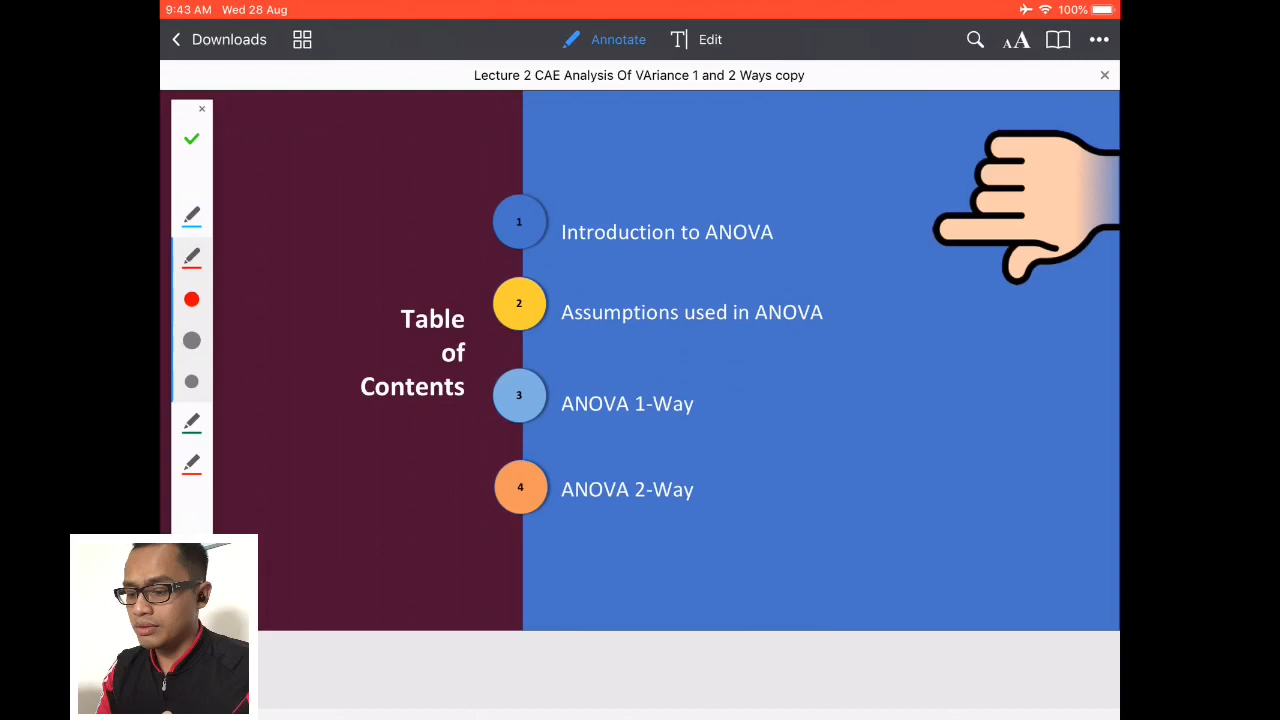 9:43 AM Wed 28 Aug
100%
Downloads
Annotate
Edit
AA
Lecture 2 CAE Analysis Of VAriance 1 and 2 Ways copy
Table
of
Contents
1
Introduction to ANOVA
2
Assumptions used in ANOVA
3
ANOVA 1-Way
4
ANOVA 2-Way